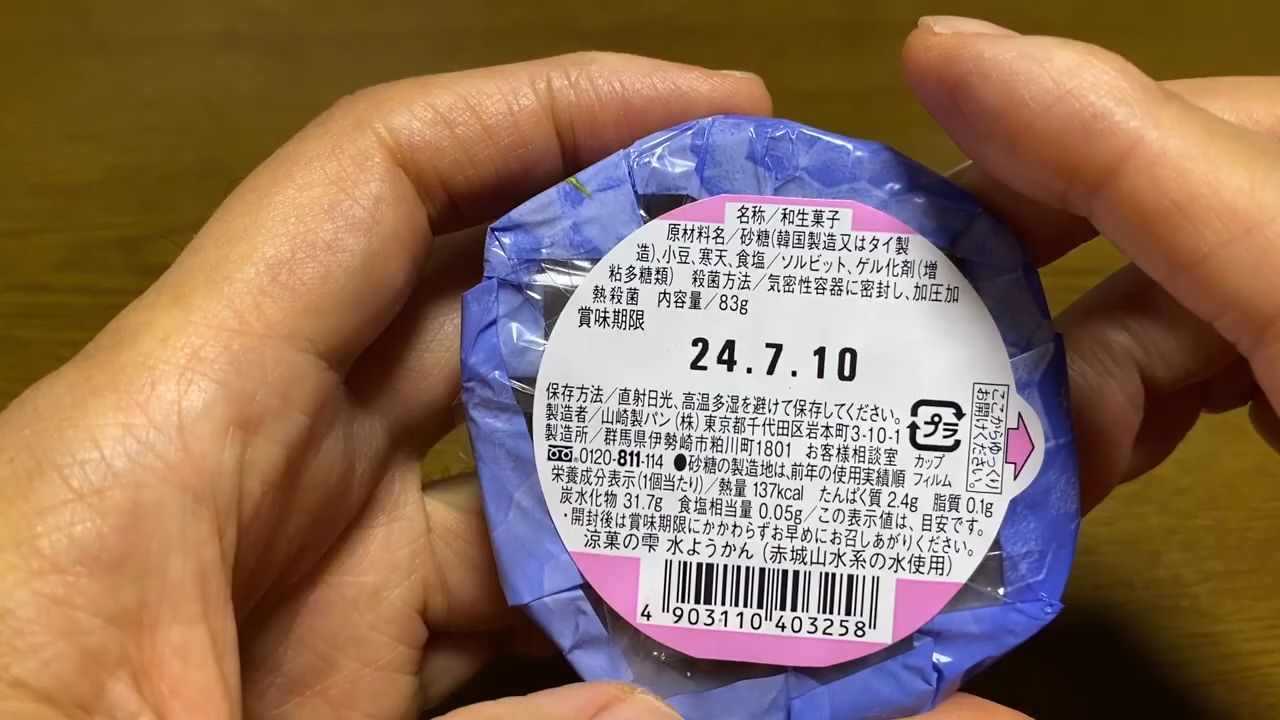 名称／和生菓子
原材料名／砂糖(韓国製造又はタイ製
造)、小豆、寒天、食塩／ソルビット、ゲル化剤(増
粘多糖類) 殺菌方法／気密性容器に密封し、加圧加
熱殺菌 内容量／83g
賞味期限
24.7.10
保存方法／直射日光、高温多湿を避けて保存してください。
製造者／山崎製パン(株) 東京都千代田区岩本町3-10-1
製造所／群馬県伊勢崎市粕川町1801 お客様相談室
0120-811-114 ●砂糖の製造地は、前年の使用実績順
栄養成分表示(1個当たり)／熱量 137kcal たんぱく質 2.4g 脂質 0.1g
炭水化物 31.7g 食塩相当量 0.05g／この表示値は、目安です。
・開封後は賞味期限にかかわらずお早めにお召しあがりください。
涼菓の雫 水ようかん (赤城山水系の水使用)
プラ
カップ
フィルム
ここからゆっくり
お開けください。
4 903110 403258